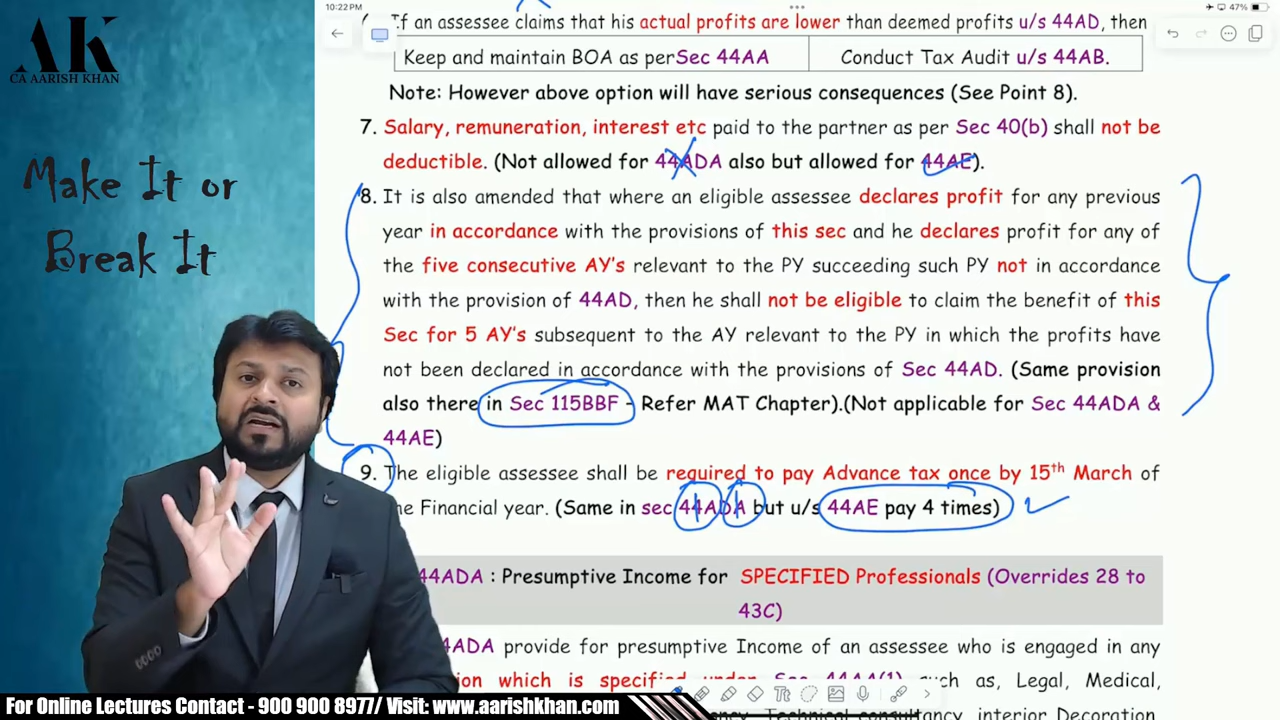 10:22 PM
47%
AK
CA AARISH KHAN
Make It or
Break It
If an assessee claims that his actual profits are lower than deemed profits u/s 44AD, then
Keep and maintain BOA as per Sec 44AA
Conduct Tax Audit u/s 44AB.
Note: However above option will have serious consequences (See Point 8).
7. Salary, remuneration, interest etc paid to the partner as per Sec 40(b) shall not be
deductible. (Not allowed for 44ADA also but allowed for 44AE).
8. It is also amended that where an eligible assessee declares profit for any previous
year in accordance with the provisions of this sec and he declares profit for any of
the five consecutive AY's relevant to the PY succeeding such PY not in accordance
with the provision of 44AD, then he shall not be eligible to claim the benefit of this
Sec for 5 AY's subsequent to the AY relevant to the PY in which the profits have
not been declared in accordance with the provisions of Sec 44AD. (Same provision
also there in Sec 115BBF - Refer MAT Chapter).(Not applicable for Sec 44ADA &
44AE)
9. The eligible assessee shall be required to pay Advance tax once by 15th March of
Financial year. (Same in sec 44ADA but u/s 44AE pay 4 times)
44ADA : Presumptive Income for SPECIFIED Professionals (Overrides 28 to
43C)
ADA provide for presumptive Income of an assessee who is engaged in any
which is specified under Sec 44AA(1) such as, Legal, Medical,
Technical consultancy, interior Decoration
For Online Lectures Contact - 900 900 8977/ Visit: www.aarishkhan.com